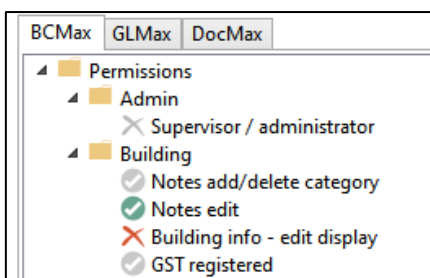 BCMax GLMax DocMax
Permissions
Admin
Supervisor / administrator
Building
Notes add/delete category
Notes edit
Building info - edit display
GST registered